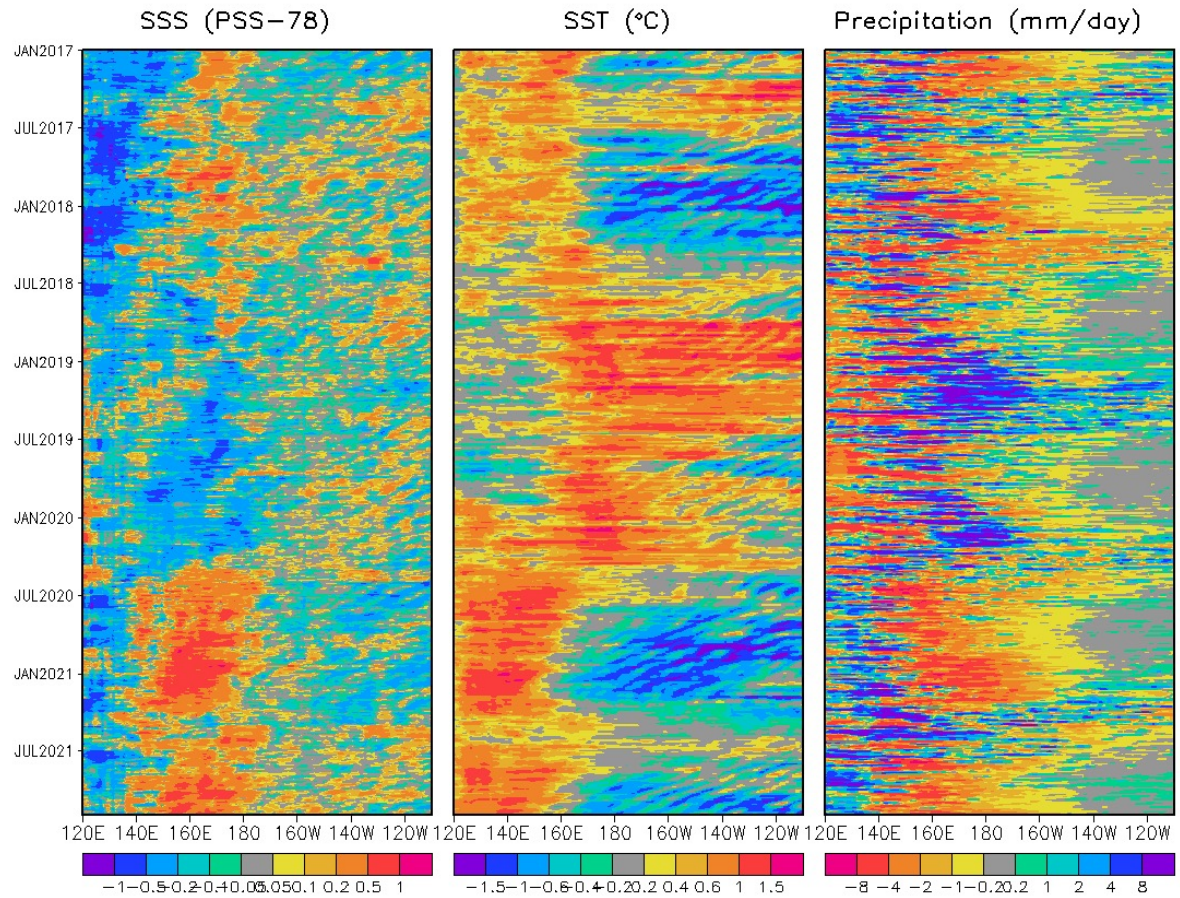 SSS (PSS-78) SST (°C) Precipitation (mm/day)
JAN2017
JUL2017
JAN2018
JUL2018
JAN2019
JUL2019
JAN2020
JUL2020
JAN2021
JUL2021
120E 140E 160E 180 160W 140W 120W 120E 140E 160E 180 160W 140W 120W 120E 140E 160E 180 160W 140W 120W
-1 -0.5 -0.2 -0.1 -0.05 0.05 0.1 0.2 0.5 1 -1.5 -1 -0.6 -0.4 -0.2 0.2 0.4 0.6 1 1.5 -8 -4 -2 -1 -0.2 0.2 1 2 4 8